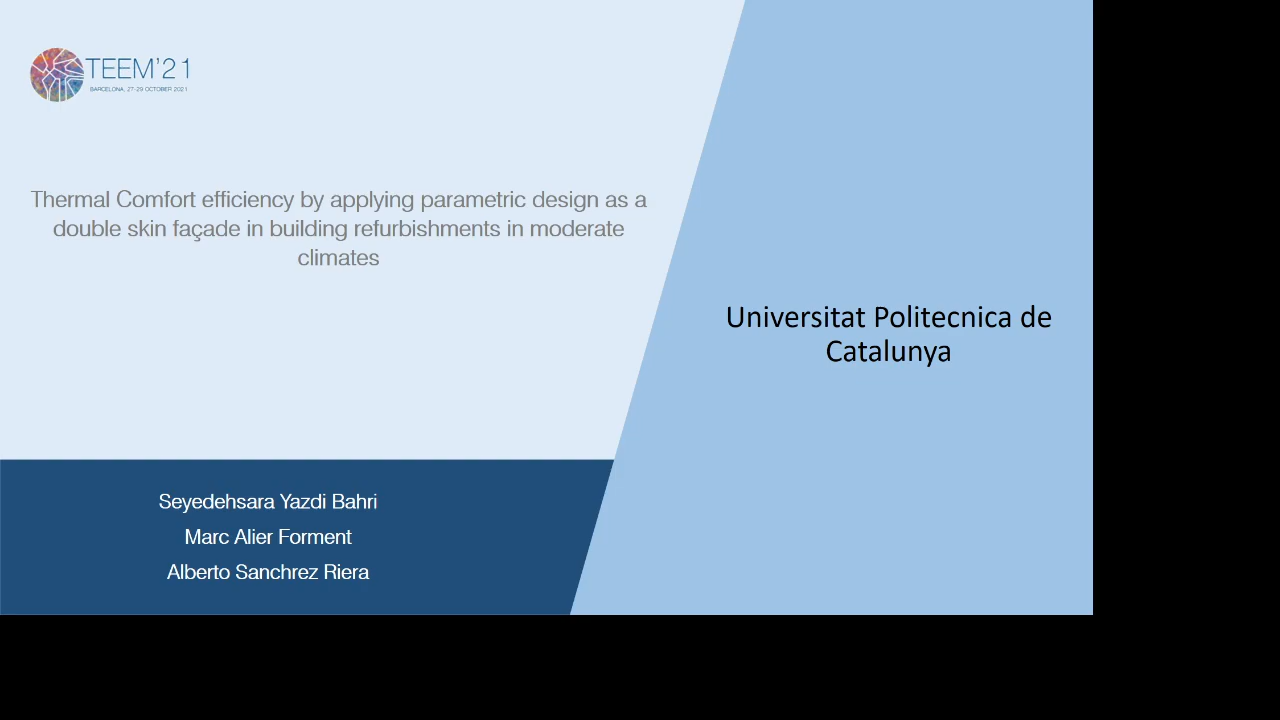 TEEM'21
BARCELONA, 27-29 OCTOBER 2021
Thermal Comfort efficiency by applying parametric design as a
double skin façade in building refurbishments in moderate
climates
Universitat Politecnica de
Catalunya
Seyedehsara Yazdi Bahri
Marc Alier Forment
Alberto Sanchrez Riera